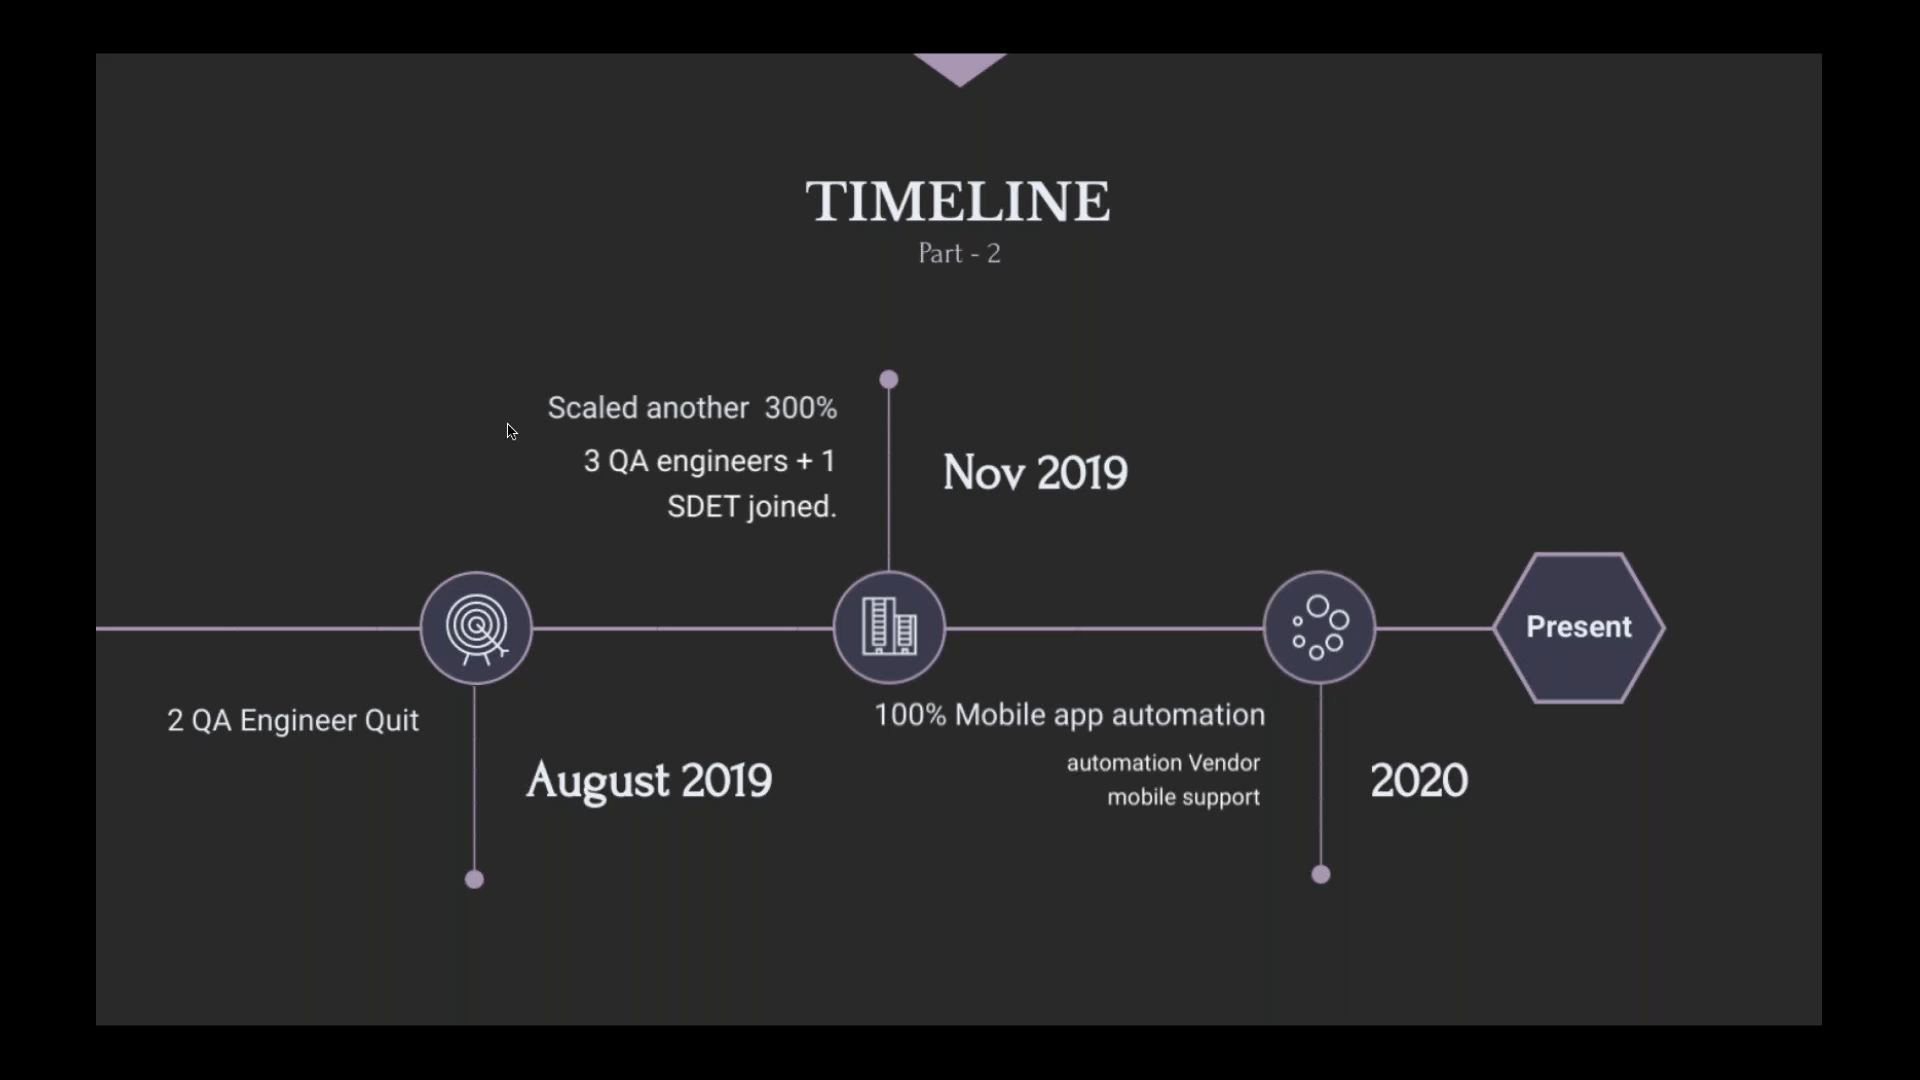 TIMELINE
Part - 2
Scaled another 300%
3 QA engineers + 1
SDET joined.
Nov 2019
Present
2 QA Engineer Quit
August 2019
100% Mobile app automation
automation Vendor
mobile support
2020